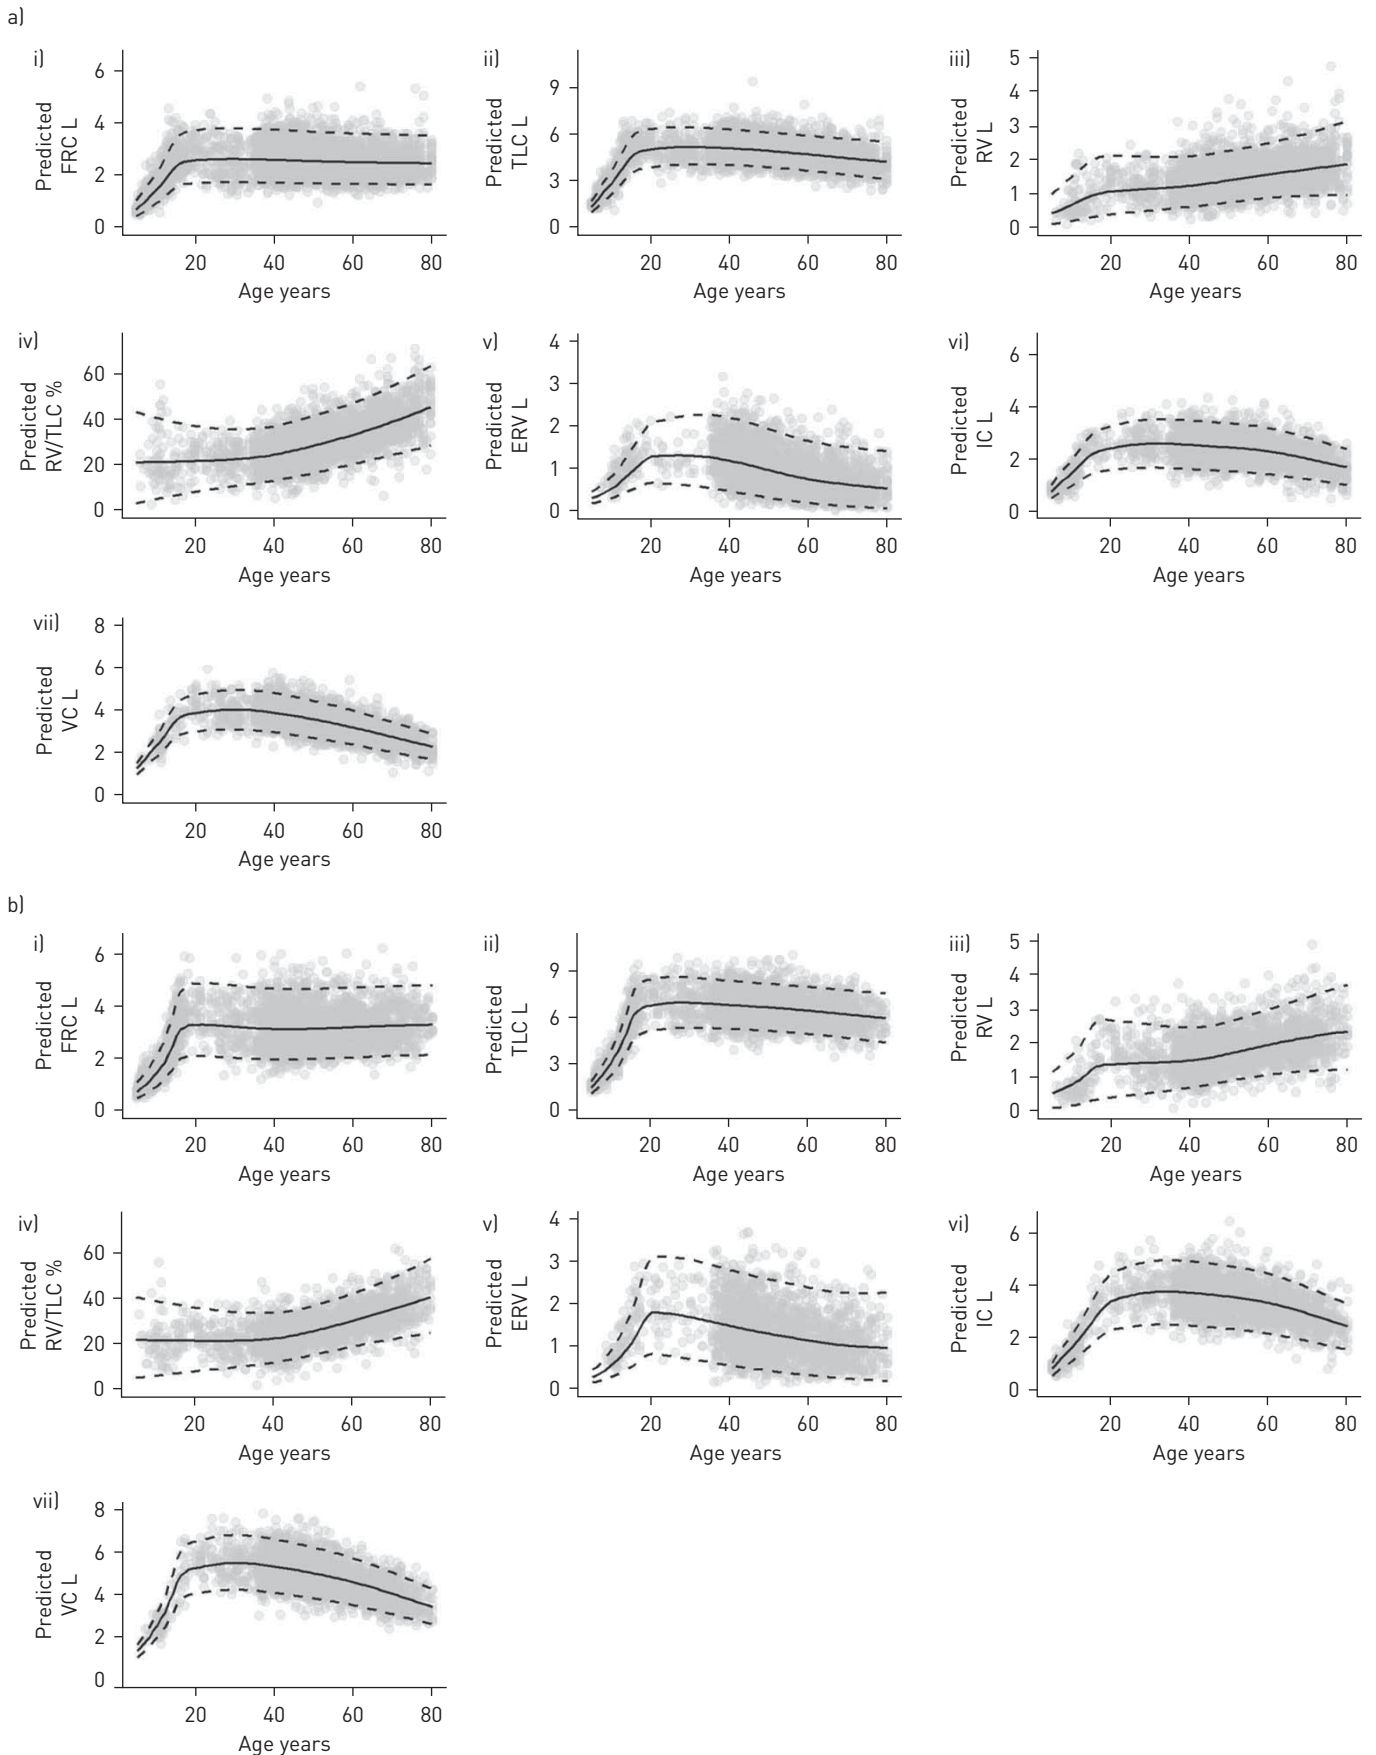 a)
i)
Predicted
FRC L
6
4
2
0
20 40 60 80
Age years
ii)
Predicted
TLC L
9
6
3
0
20 40 60 80
Age years
iii)
Predicted
RV L
5
4
3
2
1
0
20 40 60 80
Age years
iv)
Predicted
RV/TLC %
60
40
20
0
20 40 60 80
Age years
v)
Predicted
ERV L
4
3
2
1
0
20 40 60 80
Age years
vi)
Predicted
IC L
6
4
2
0
20 40 60 80
Age years
vii)
Predicted
VC L
8
6
4
2
0
20 40 60 80
Age years
b)
i)
Predicted
FRC L
6
4
2
0
20 40 60 80
Age years
ii)
Predicted
TLC L
9
6
3
0
20 40 60 80
Age years
iii)
Predicted
RV L
5
4
3
2
1
0
20 40 60 80
Age years
iv)
Predicted
RV/TLC %
60
40
20
0
20 40 60 80
Age years
v)
Predicted
ERV L
4
3
2
1
0
20 40 60 80
Age years
vi)
Predicted
IC L
6
4
2
0
20 40 60 80
Age years
vii)
Predicted
VC L
8
6
4
2
0
20 40 60 80
Age years